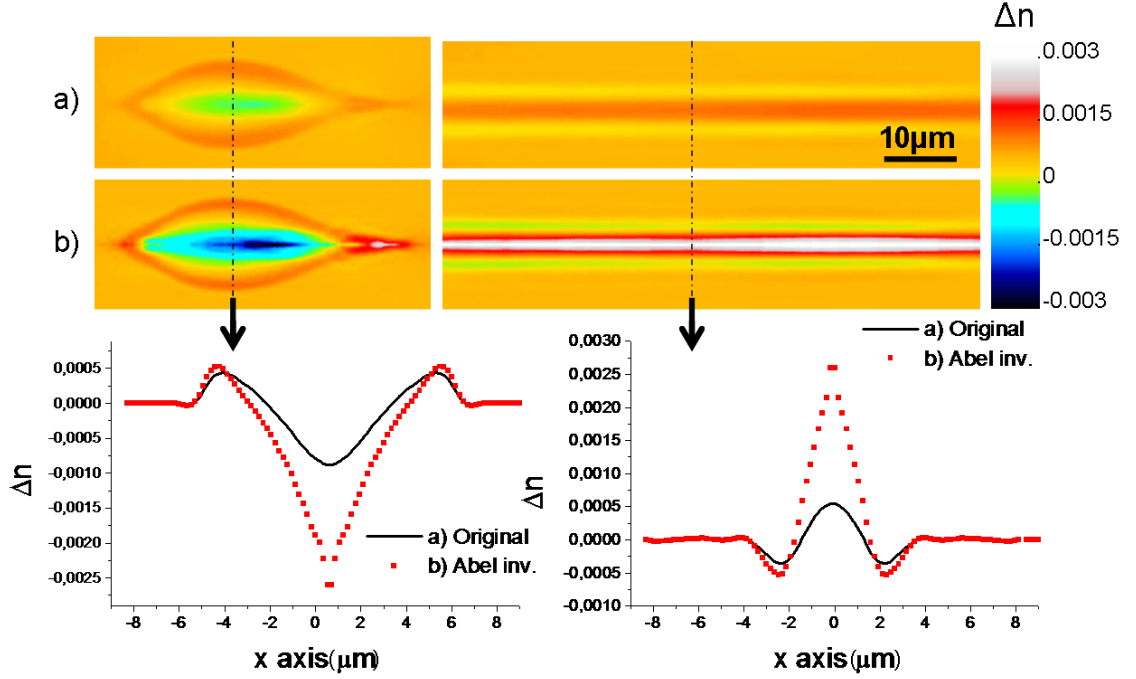 Δn
a)
10μm
0.003
0.0015
0
-0.0015
-0.003
b)
0,0005
0,0000
-0,0005
-0,0010
-0,0015
-0,0020
-0,0025
Δn
a) Original
b) Abel inv.
-8 -6 -4 -2 0 2 4 6 8
x axis(μm)
0,0030
0,0025
0,0020
0,0015
0,0010
0,0005
0,0000
-0,0005
-0,0010
Δn
a) Original
b) Abel inv.
-8 -6 -4 -2 0 2 4 6 8
x axis(μm)